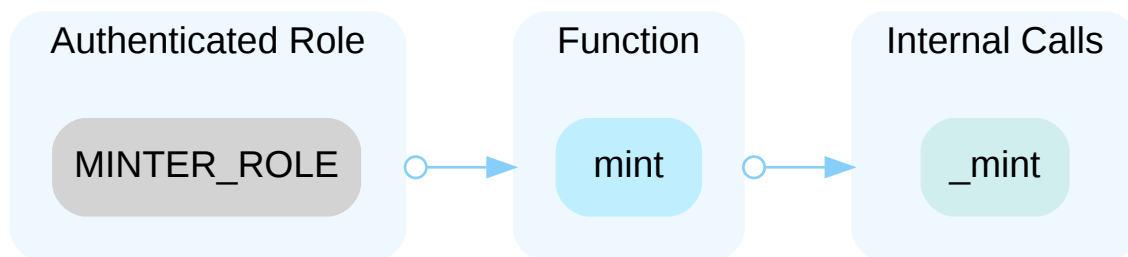 Authenticated Role
Function
Internal Calls
MINTER_ROLE
mint
_mint